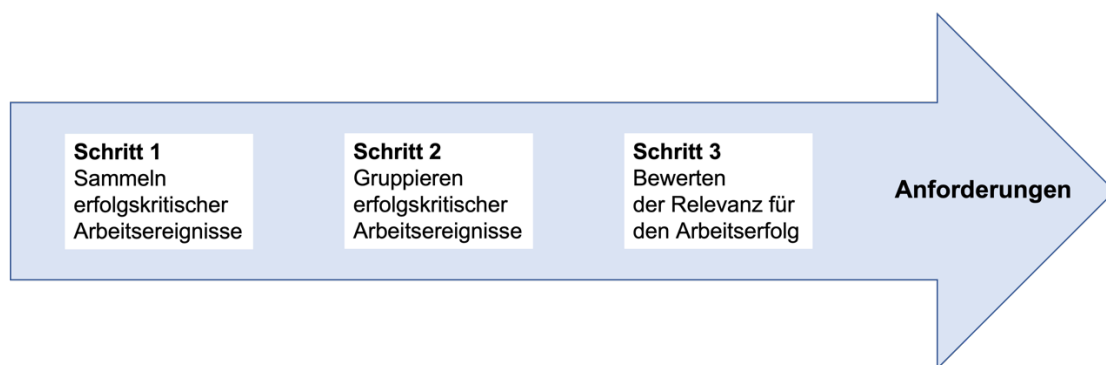 Schritt 1
Sammeln
erfolgskritischer
Arbeitsereignisse
Schritt 2
Gruppieren
erfolgskritischer
Arbeitsereignisse
Schritt 3
Bewerten
der Relevanz für
den Arbeitserfolg
Anforderungen